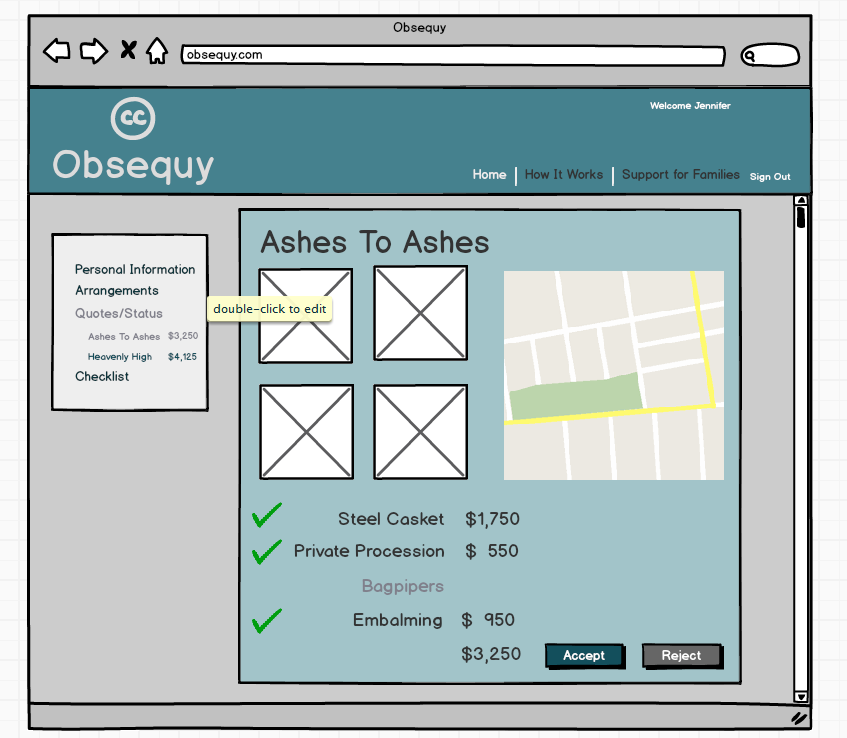 Obsequy
obsequy.com
Welcome Jennifer
cc
Obsequy
Home How It Works Support for Families Sign Out
Personal Information
Arrangements
Quotes/Status
Ashes To Ashes $3,250
Heavenly High $4,125
Checklist
double-click to edit
Ashes To Ashes
Steel Casket $1,750
Private Procession $ 550
Bagpipers
Embalming $ 950
$3,250
Accept Reject